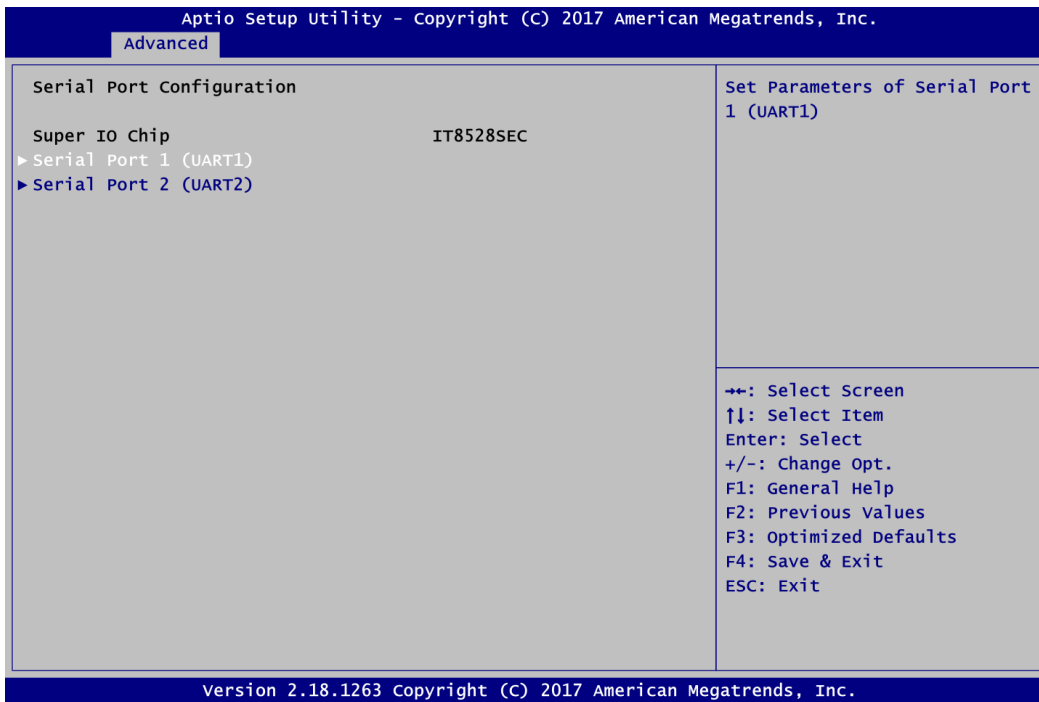 Aptio Setup Utility - Copyright (C) 2017 American Megatrends, Inc.
Advanced
Serial Port Configuration
Super IO Chip IT8528SEC
▶ Serial Port 1 (UART1)
▶ Serial Port 2 (UART2)
Set Parameters of Serial Port
1 (UART1)
→←: Select Screen
↑↓: Select Item
Enter: Select
+/-: Change Opt.
F1: General Help
F2: Previous Values
F3: Optimized Defaults
F4: Save & Exit
ESC: Exit
Version 2.18.1263 Copyright (C) 2017 American Megatrends, Inc.